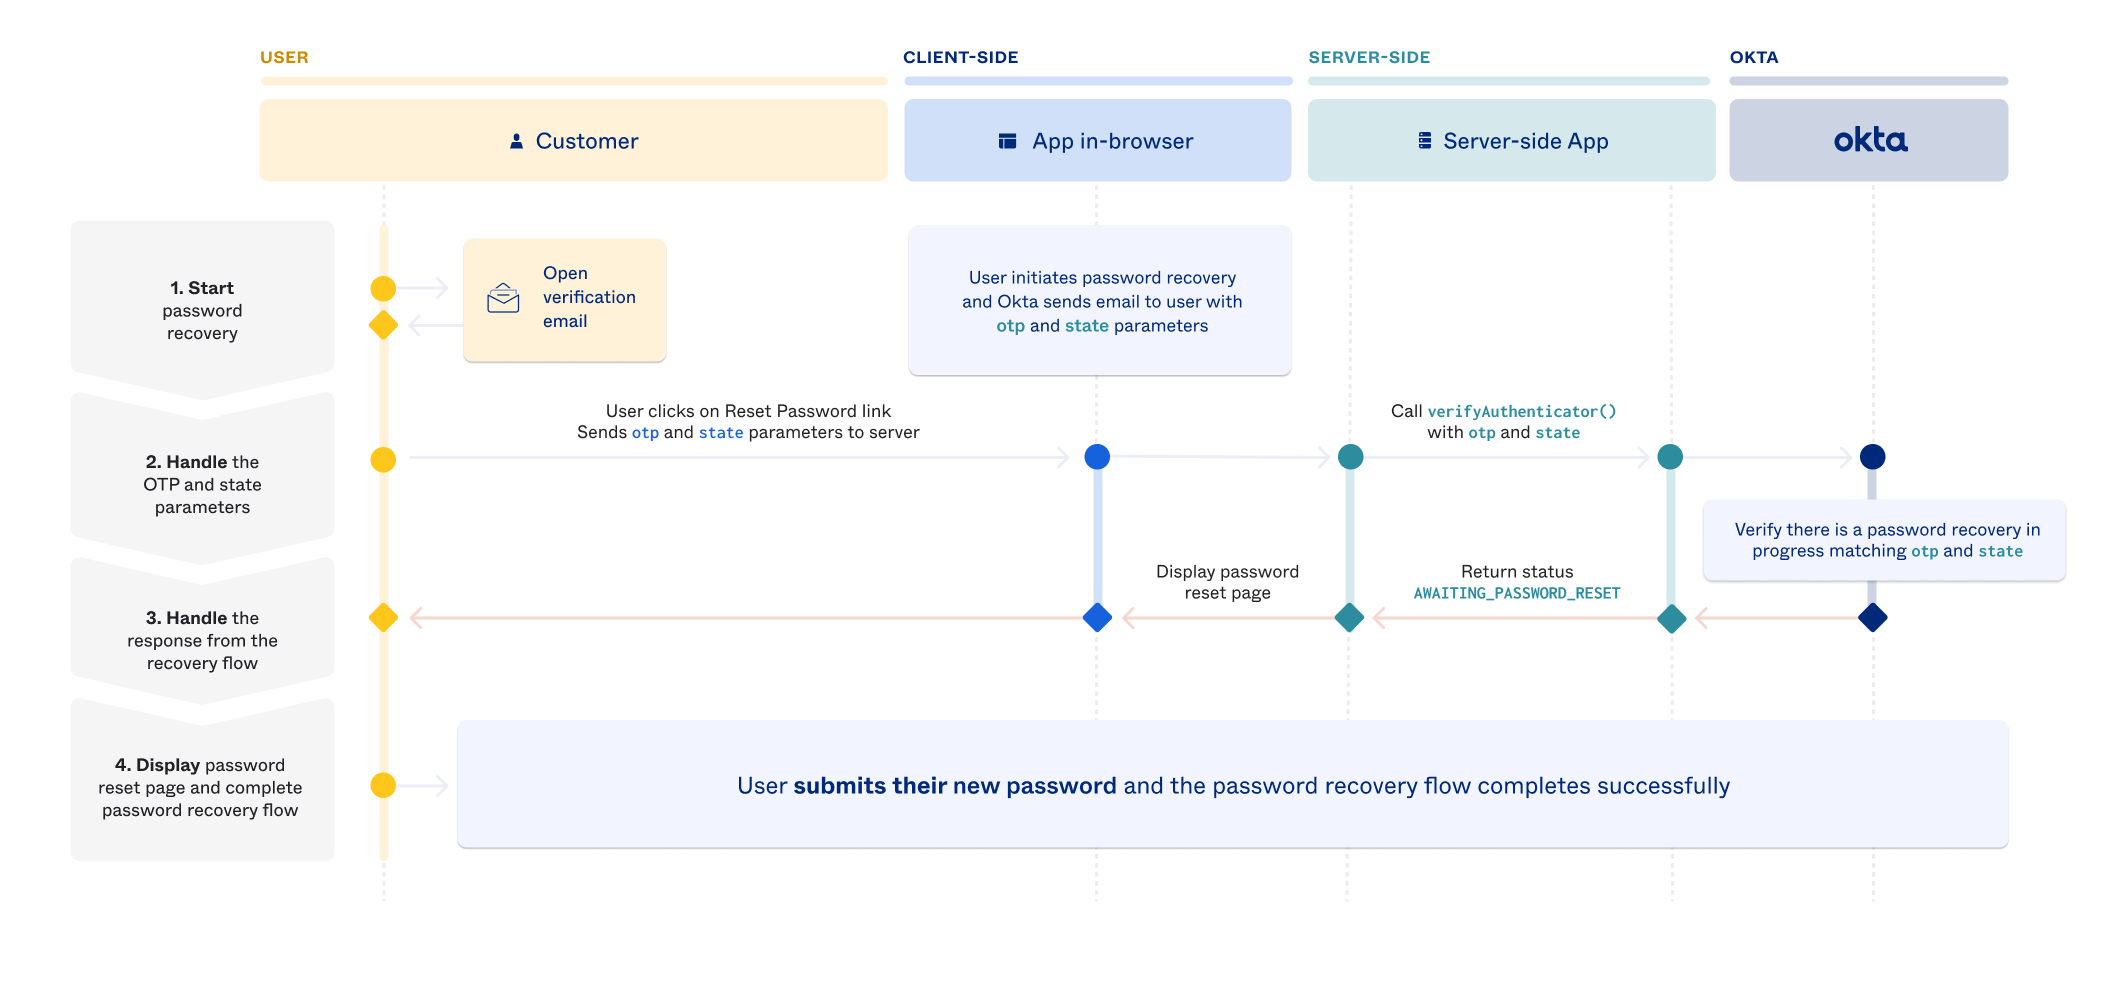 USER
CLIENT-SIDE
SERVER-SIDE
OKTA
Customer
App in-browser
Server-side App
okta
1. Start
password
recovery
Open
verification
email
User initiates password recovery
and Okta sends email to user with
otp and state parameters
2. Handle the
OTP and state
parameters
User clicks on Reset Password link
Sends otp and state parameters to server
Call verifyAuthenticator()
with otp and state
Verify there is a password recovery in
progress matching otp and state
3. Handle the
response from the
recovery flow
Display password
reset page
Return status
AWAITING_PASSWORD_RESET
4. Display password
reset page and complete
password recovery flow
User submits their new password and the password recovery flow completes successfully